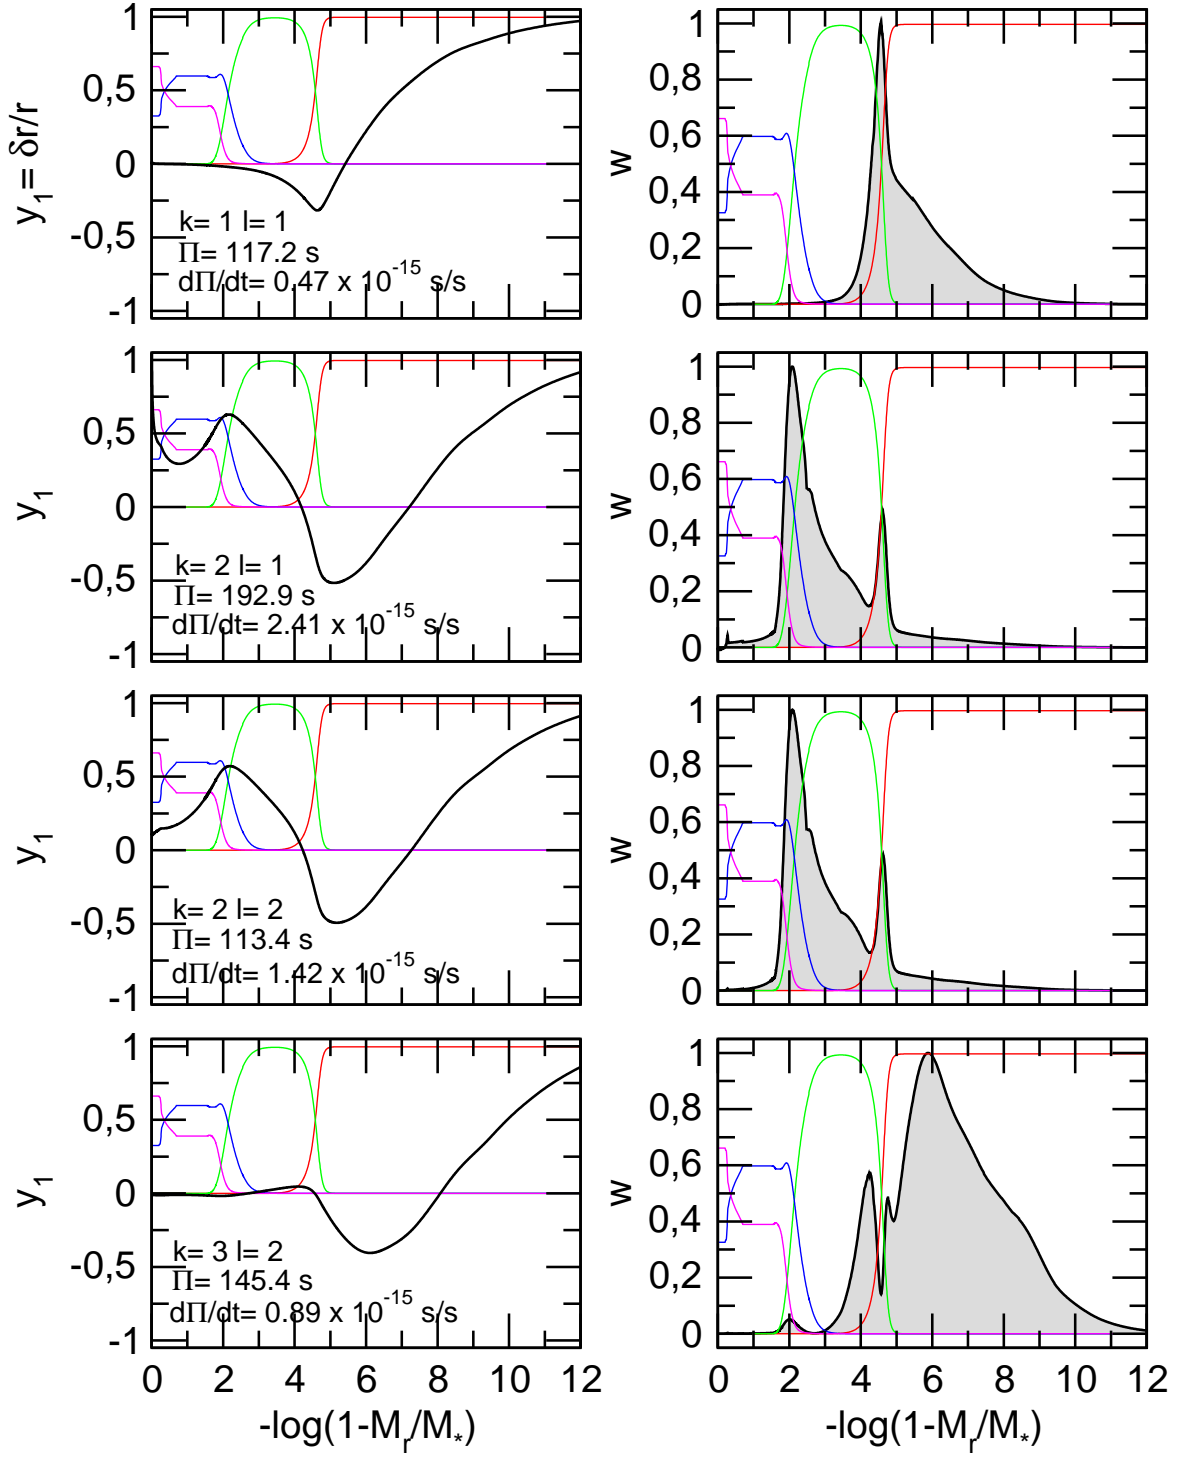 1
0,5
0
-0,5
-1
y1= δr/r
k= 1 l= 1
Π= 117.2 s
dΠ/dt= 0.47 x 10-15 s/s
1
0,8
0,6
0,4
0,2
0
w
1
0,5
0
-0,5
-1
y1
k= 2 l= 1
Π= 192.9 s
dΠ/dt= 2.41 x 10-15 s/s
1
0,8
0,6
0,4
0,2
0
w
1
0,5
0
-0,5
-1
y1
k= 2 l= 2
Π= 113.4 s
dΠ/dt= 1.42 x 10-15 s/s
1
0,8
0,6
0,4
0,2
0
w
1
0,5
0
-0,5
-1
y1
k= 3 l= 2
Π= 145.4 s
dΠ/dt= 0.89 x 10-15 s/s
0 2 4 6 8 10 12
-log(1-Mr/M*)
1
0,8
0,6
0,4
0,2
0
w
0 2 4 6 8 10 12
-log(1-Mr/M*)